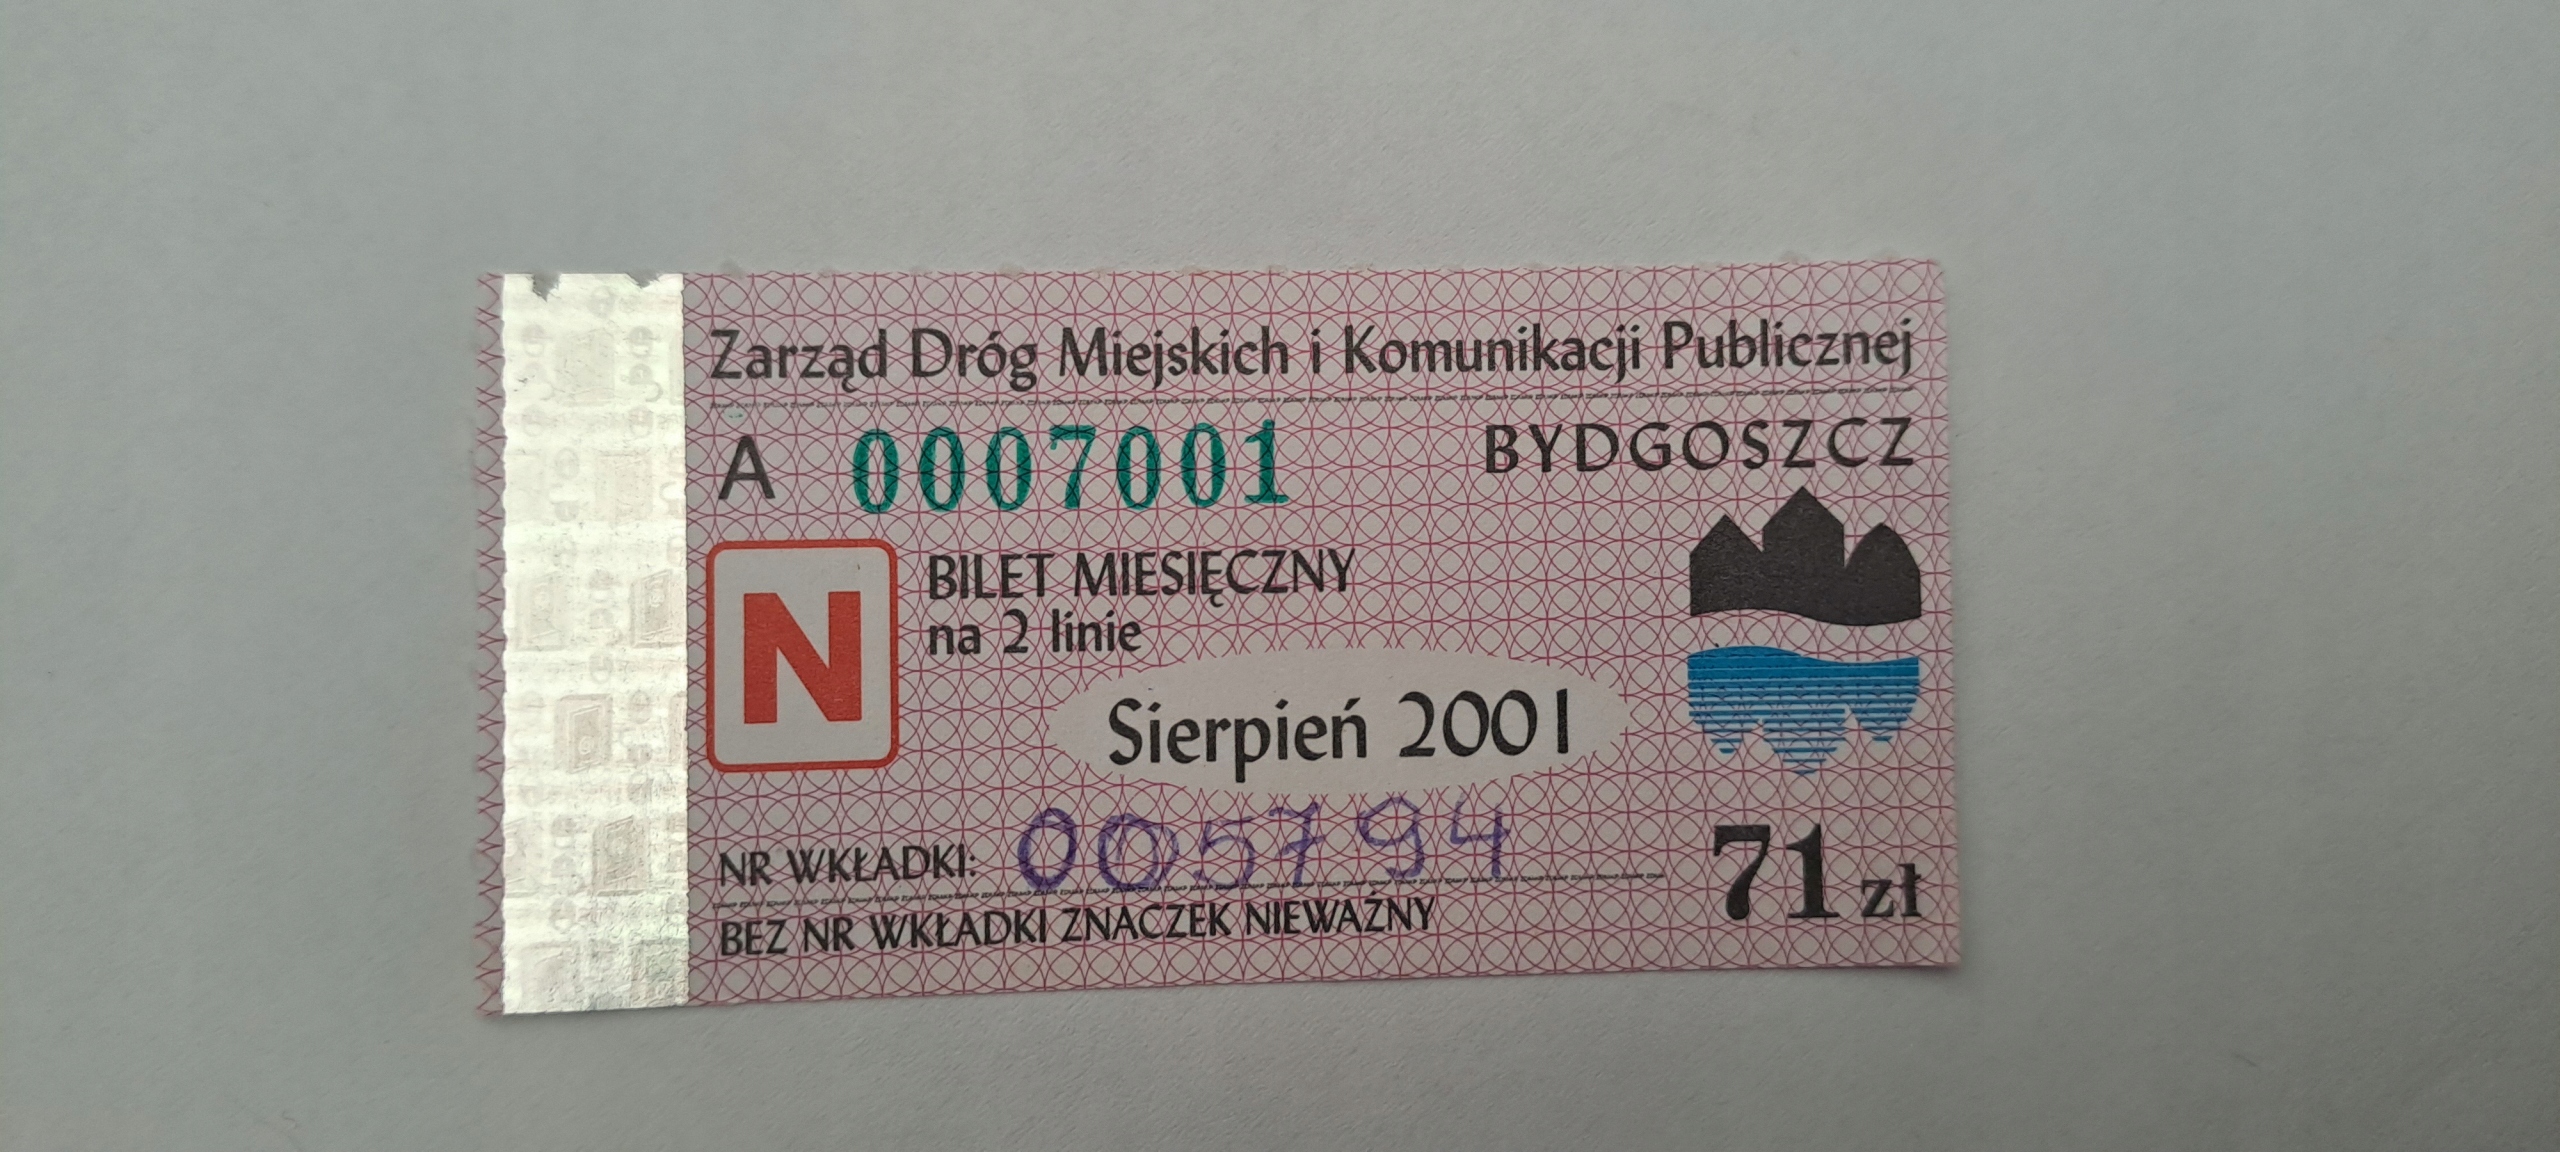 Zarząd Dróg Miejskich i Komunikacji Publicznej
A 0007001
BYDGOSZCZ
N
BILET MIESIĘCZNY
na 2 linie
Sierpień 2001
NR WKŁADKI: 005794
BEZ NR WKŁADKI ZNACZEK NIEWAŻNY
71 zł